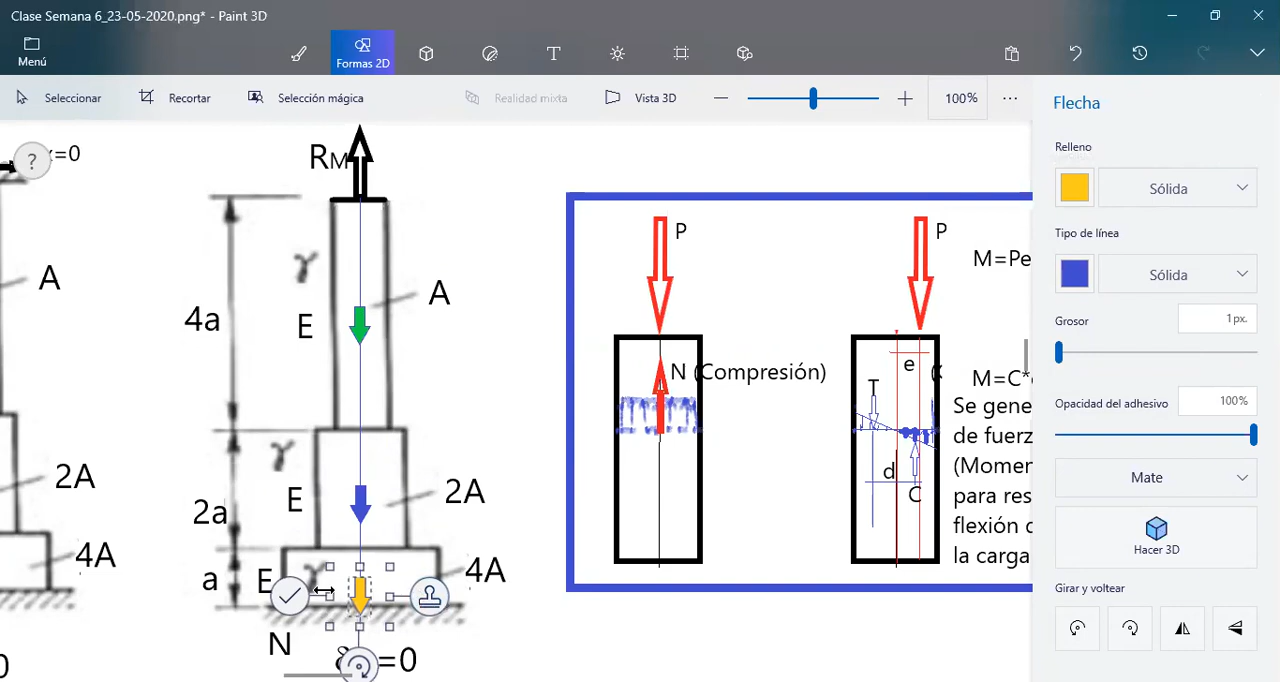 Clase Semana 6_23-05-2020.png* - Paint 3D
Menú
Formas 2D
Seleccionar
Recortar
Selección mágica
Realidad mixta
Vista 3D
100%
Flecha
Relleno
Sólida
Tipo de línea
Sólida
Grosor
1px.
Opacidad del adhesivo
100%
Mate
Hacer 3D
Girar y voltear
?
x=0
A
2A
4A
0
RM
4a
γ
E
A
2a
γ
E
2A
a
E
γ
4A
N
=0
P
N (Compresión)
P
M=Pe
e
(
T
M=C*
d
C
Se gene
de fuerz
(Momen
para res
flexión
la carga